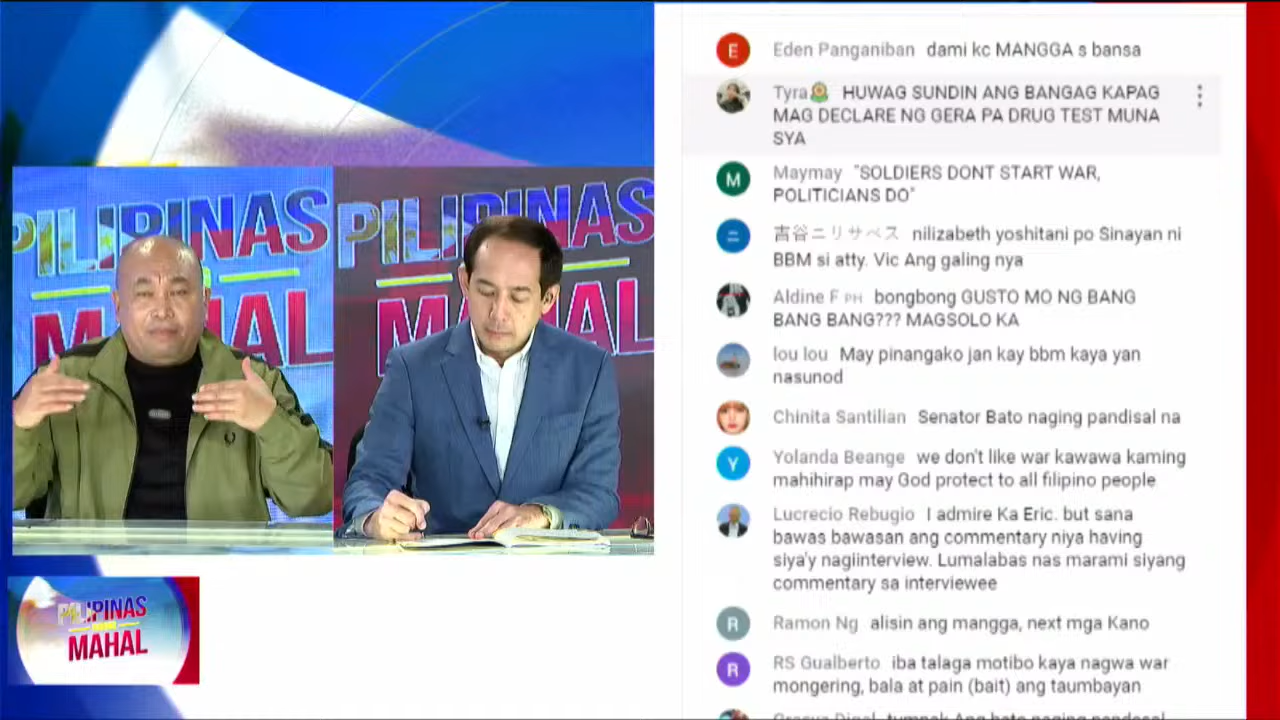 PILIPINAS
MAHAL
PILIPINAS
MAHAL
PILIPINAS
MAHAL
Eden Panganiban dami kc MANGGA s bansa
Tyra HUWAG SUNDIN ANG BANGAG KAPAG
MAG DECLARE NG GERA PA DRUG TEST MUNA
SYA
Maymay "SOLDIERS DONT START WAR,
POLITICIANS DO"
吉谷ニリサベス nilizabeth yoshitani po Sinayan ni
BBM si atty. Vic Ang galing nya
Aldine F PH bongbong GUSTO MO NG BANG
BANG BANG??? MAGSOLO KA
lou lou May pinangako jan kay bbm kaya yan
nasunod
Chinita Santilian Senator Bato naging pandisal na
Yolanda Beange we don't like war kawawa kaming
mahihirap may God protect to all filipino people
Lucrecio Rebugio I admire Ka Eric. but sana
bawas bawasan ang commentary niya having
siya'y nagiinterview. Lumalabas nas marami siyang
commentary sa interviewee
Ramon Ng alisin ang mangga, next mga Kano
RS Gualberto iba talaga motibo kaya nagwa war
mongering, bala at pain (bait) ang taumbayan